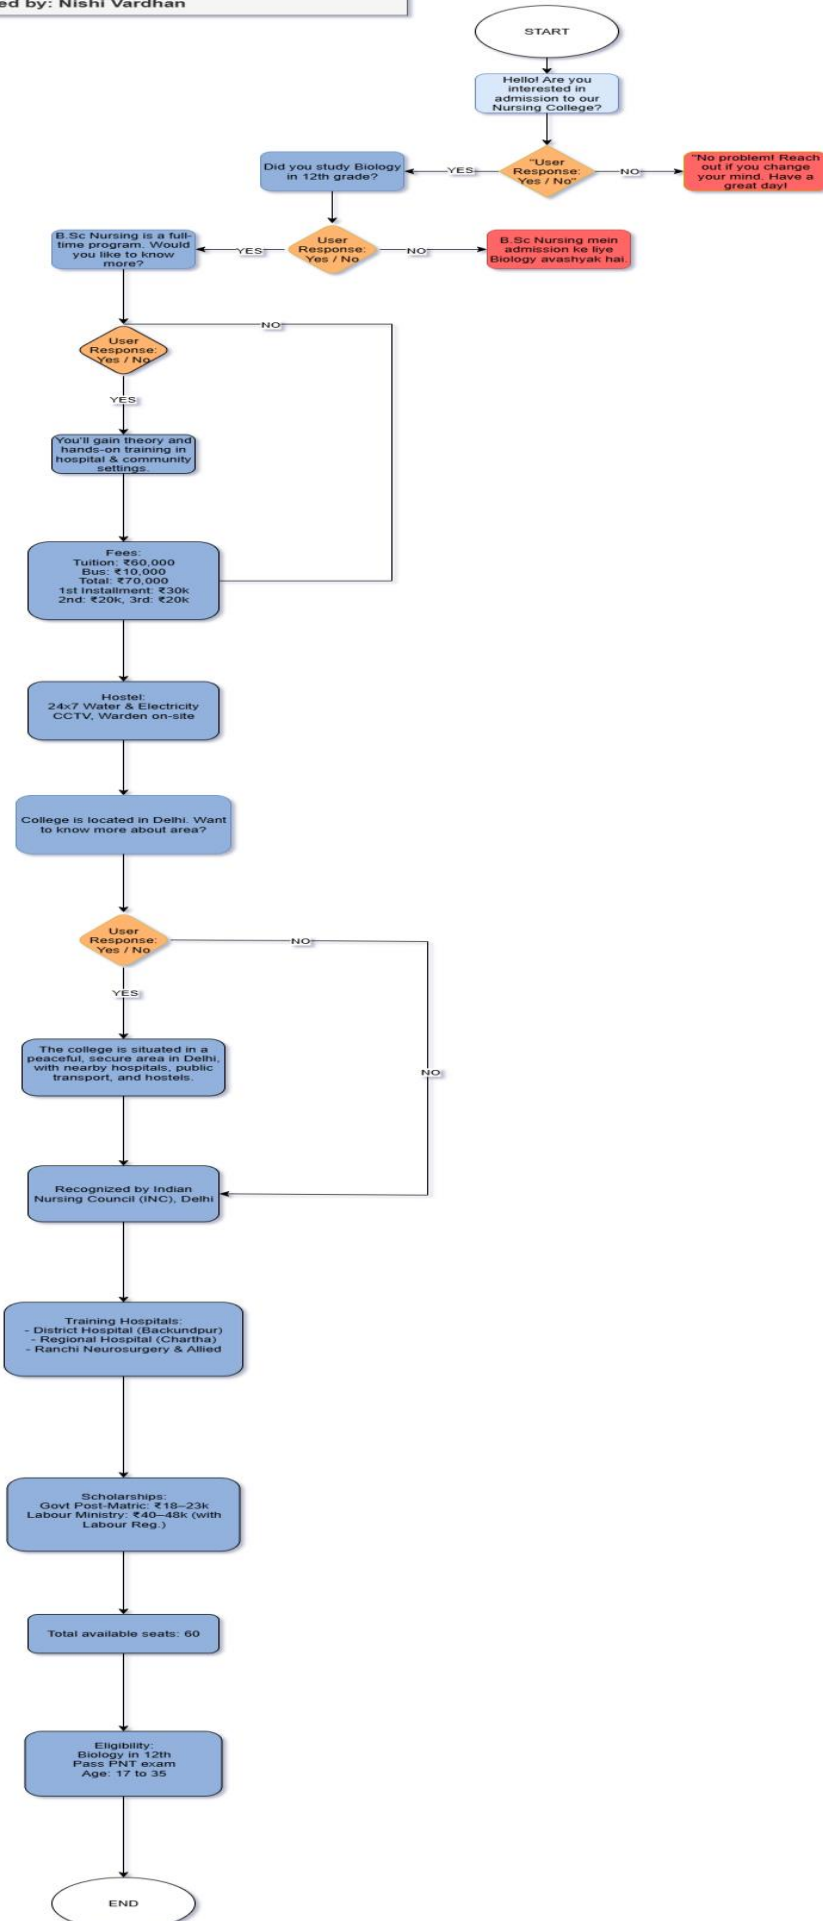 ed by: Nishi Vardhan
START
Hello! Are you
interested in
admission to our
Nursing College?
"User
Response:
Yes / No"
YES
NO
"No problem! Reach
out if you change
your mind. Have a
great day!
Did you study Biology
in 12th grade?
User
Response:
Yes / No
YES
NO
B.Sc Nursing mein
admission ke liye
Biology avashyak hai.
B.Sc Nursing is a full-
time program. Would
you like to know
more?
NO
User
Response:
Yes / No
YES
You'll gain theory and
hands-on training in
hospital & community
settings.
Fees:
Tuition: ₹60,000
Bus: ₹10,000
Total: ₹70,000
1st Installment: ₹30k
2nd: ₹20k, 3rd: ₹20k
Hostel:
24x7 Water & Electricity
CCTV, Warden on-site
College is located in Delhi. Want
to know more about area?
User
Response:
Yes / No
NO
YES
The college is situated in a
peaceful, secure area in Delhi,
with nearby hospitals, public
transport, and hostels.
NO
Recognized by Indian
Nursing Council (INC), Delhi
Training Hospitals:
- District Hospital (Backundpur)
- Regional Hospital (Chartha)
- Ranchi Neurosurgery & Allied
Scholarships:
Govt Post-Matric: ₹18–23k
Labour Ministry: ₹40–48k (with
Labour Reg.)
Total available seats: 60
Eligibility:
Biology in 12th
Pass PNT exam
Age: 17 to 35
END